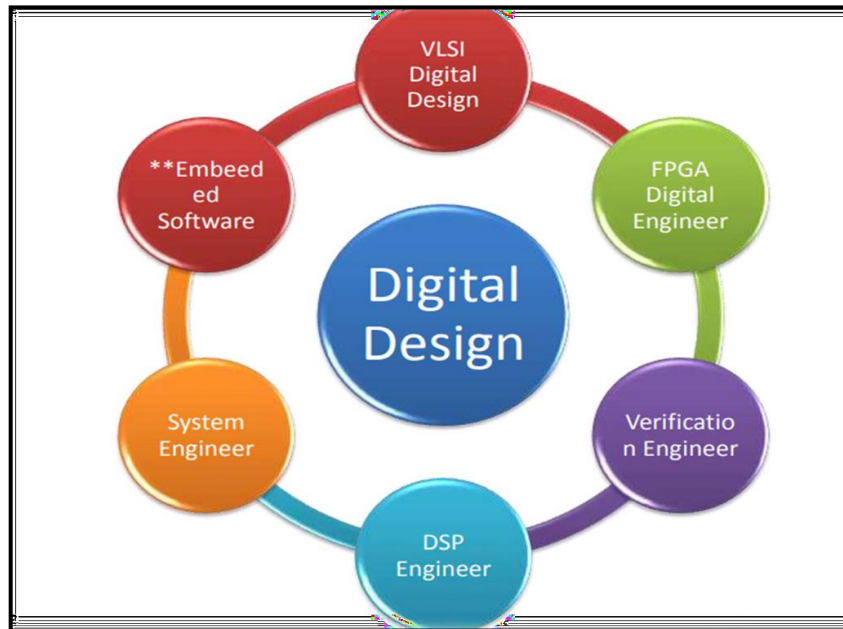 VLSI
Digital
Design
**Embeed
ed
Software
FPGA
Digital
Engineer
Digital
Design
System
Engineer
Verificatio
n Engineer
DSP
Engineer